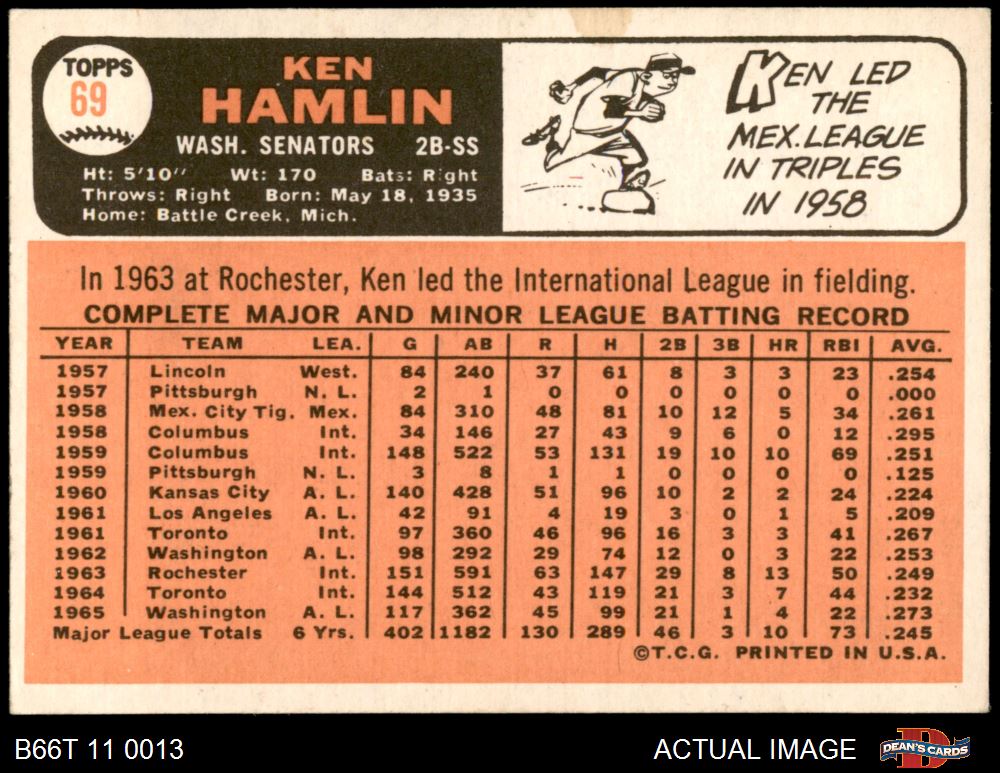 TOPPS
69
KEN
HAMLIN
WASH. SENATORS 2B-SS
Ht: 5'10" Wt: 170 Bats: Right
Throws: Right Born: May 18, 1935
Home: Battle Creek, Mich.
KEN LED
THE
MEX. LEAGUE
IN TRIPLES
IN 1958
In 1963 at Rochester, Ken led the International League in fielding.
COMPLETE MAJOR AND MINOR LEAGUE BATTING RECORD
YEAR TEAM LEA. G AB R H 2B 3B HR RBI AVG.
1957 Lincoln West. 84 240 37 61 8 3 3 23 .254
1957 Pittsburgh N. L. 2 1 0 0 0 0 0 0 .000
1958 Mex. City Tig. Mex. 84 310 48 81 10 12 5 34 .261
1958 Columbus Int. 34 146 27 43 9 6 0 12 .295
1959 Columbus Int. 148 522 53 131 19 10 10 69 .251
1959 Pittsburgh N. L. 3 8 1 1 0 0 0 0 .125
1960 Kansas City A. L. 140 428 51 96 10 2 2 24 .224
1961 Los Angeles A. L. 42 91 4 19 3 0 1 5 .209
1961 Toronto Int. 97 360 46 96 16 3 3 41 .267
1962 Washington A. L. 98 292 29 74 12 0 3 22 .253
1963 Rochester Int. 151 591 63 147 29 8 13 50 .249
1964 Toronto Int. 144 512 43 119 21 3 7 44 .232
1965 Washington A. L. 117 362 45 99 21 1 4 22 .273
Major League Totals 6 Yrs. 402 1182 130 289 46 3 10 73 .245
©T.C.G. PRINTED IN U.S.A.
B66T 11 0013
ACTUAL IMAGE
DEAN'S CARDS